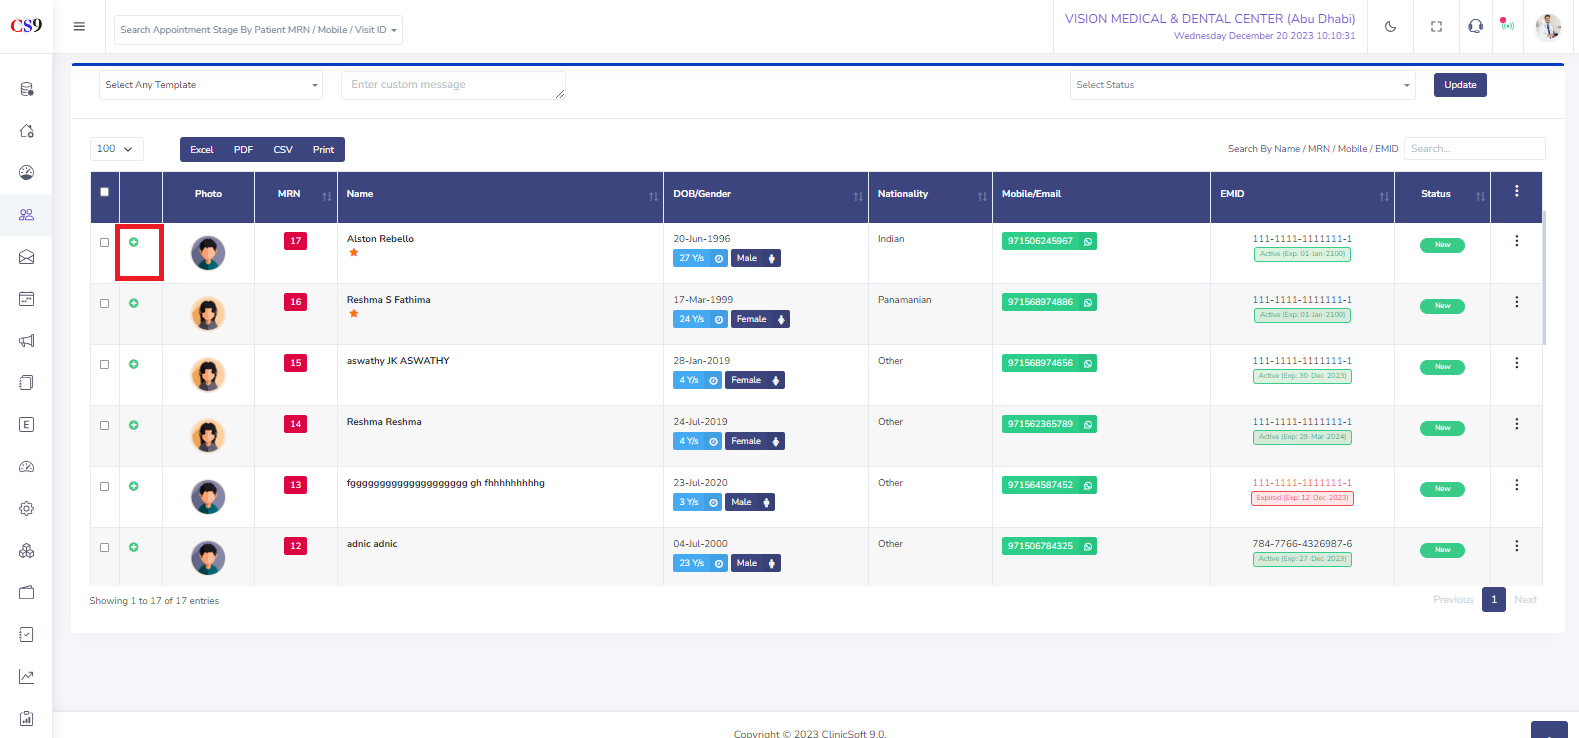 CS9
Search Appointment Stage By Patient MRN / Mobile / Visit ID
VISION MEDICAL & DENTAL CENTER (Abu Dhabi)
Wednesday December 20 2023 10:10:31
Select Any Template
Enter custom message
Select Status
Update
100
Excel PDF CSV Print
Search By Name / MRN / Mobile / EMID
Search...
Photo MRN Name DOB/Gender Nationality Mobile/Email EMID Status
17 Alston Rebello 20-Jun-1996 Indian 971506245967 111-1111-1111111-1 New
27 Y/s Male Active (Exp: 01-Jan-2100)
16 Reshma S Fathima 17-Mar-1999 Panamanian 971568974886 111-1111-1111111-1 New
24 Y/s Female Active (Exp: 01-Jan-2100)
15 aswathy JK ASWATHY 28-Jan-2019 Other 971568974656 111-1111-1111111-1 New
4 Y/s Female Active (Exp: 30-Dec-2023)
14 Reshma Reshma 24-Jul-2019 Other 971562365789 111-1111-1111111-1 New
4 Y/s Female Active (Exp: 29-Mar-2024)
13 fgggggggggggggggggggg gh fhhhhhhhhhg 23-Jul-2020 Other 971564587452 111-1111-1111111-1 New
3 Y/s Male Expired (Exp: 12-Dec-2023)
12 adnic adnic 04-Jul-2000 Other 971506784325 784-7766-4326987-6 New
23 Y/s Male Active (Exp: 27-Dec-2023)
Showing 1 to 17 of 17 entries
Previous 1 Next
E
Copyright © 2023 ClinicSoft 9.0.